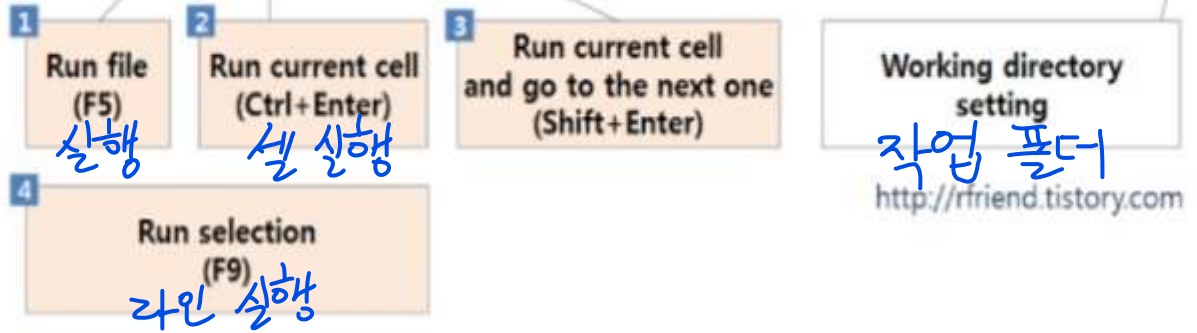 1
Run file
(F5)
실행
2
Run current cell
(Ctrl+Enter)
셀 실행
3
Run current cell
and go to the next one
(Shift+Enter)
Working directory
setting
작업 폴더
http://rfriend.tistory.com
4
Run selection
(F9)
라인 실행